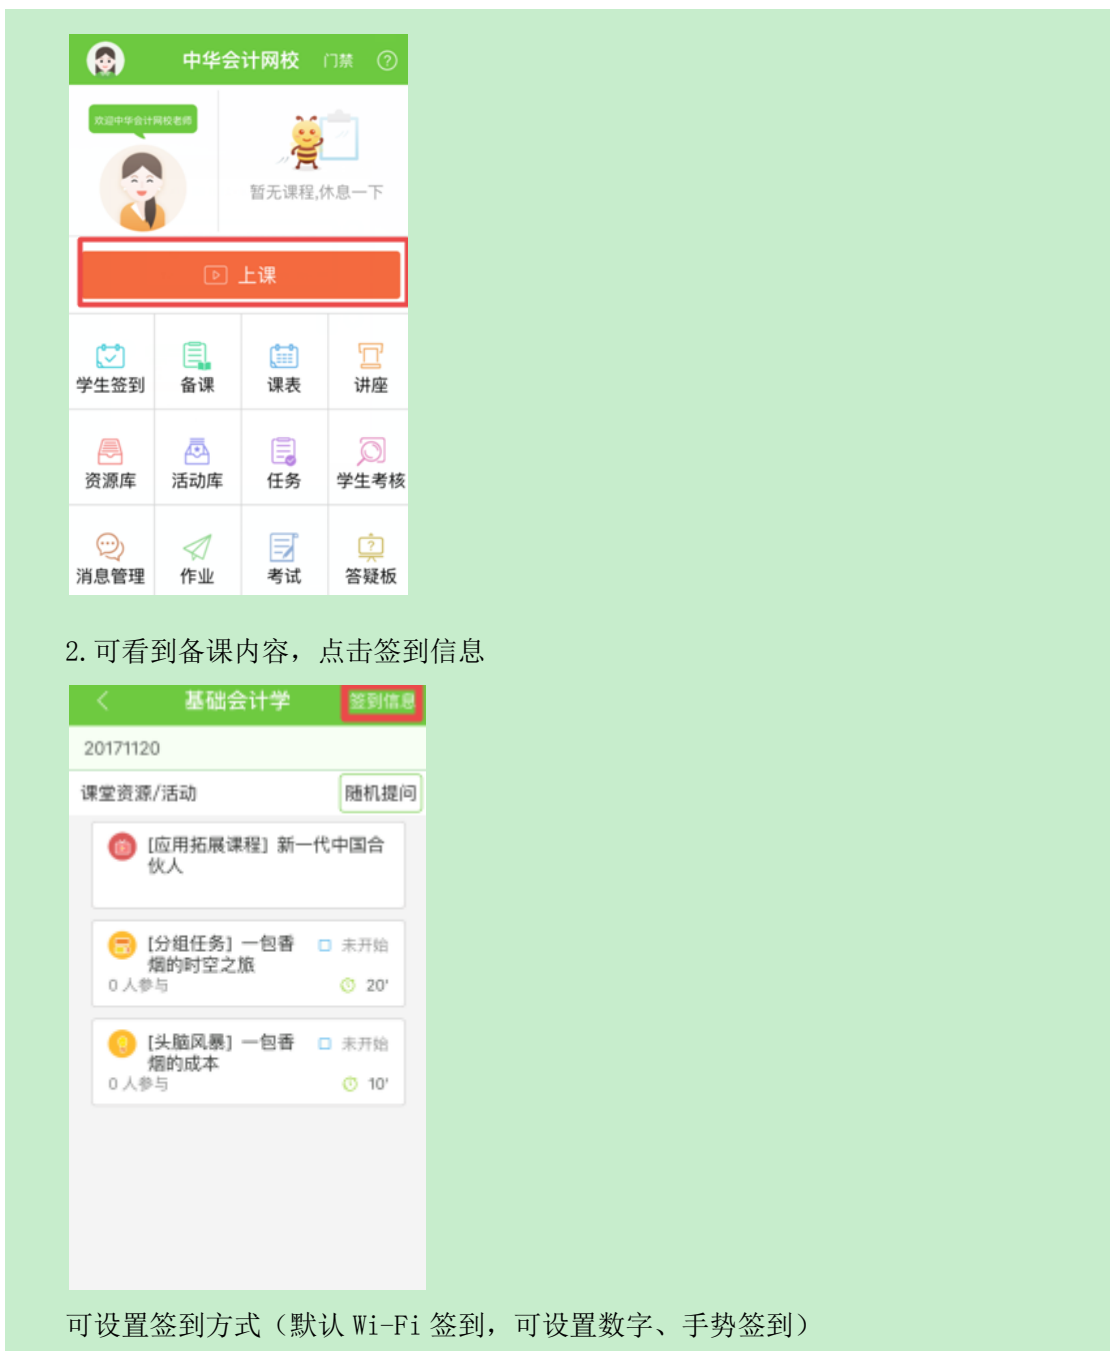 中华会计网校 门禁 ?
欢迎中华会计网校老师
暂无课程,休息一下
上课
学生签到 备课 课表 讲座
资源库 活动库 任务 学生考核
消息管理 作业 考试 答疑板
2.可看到备课内容，点击签到信息
基础会计学 签到信息
20171120
课堂资源/活动 随机提问
[应用拓展课程] 新一代中国合
伙人
[分组任务] 一包香 未开始
烟的时空之旅
0 人参与 20'
[头脑风暴] 一包香 未开始
烟的成本
0 人参与 10'
可设置签到方式（默认 Wi-Fi 签到，可设置数字、手势签到）